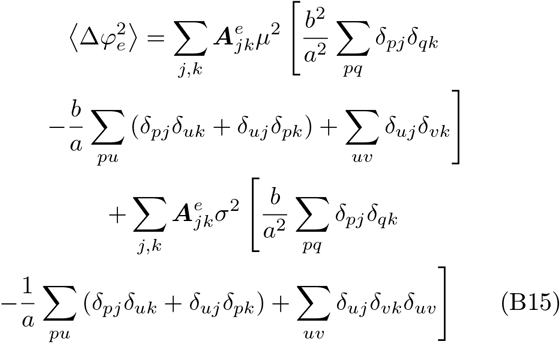 ⟨Δφ_e^2⟩ = ∑_{j,k} A^e_{jk} μ^2 [ b^2/a^2 ∑_{pq} δ_{pj}δ_{qk}
− b/a ∑_{pu} (δ_{pj}δ_{uk} + δ_{uj}δ_{pk}) + ∑_{uv} δ_{uj}δ_{vk} ]
+ ∑_{j,k} A^e_{jk} σ^2 [ b/a^2 ∑_{pq} δ_{pj}δ_{qk}
− 1/a ∑_{pu} (δ_{pj}δ_{uk} + δ_{uj}δ_{pk}) + ∑_{uv} δ_{uj}δ_{vk}δ_{uv} ] (B15)